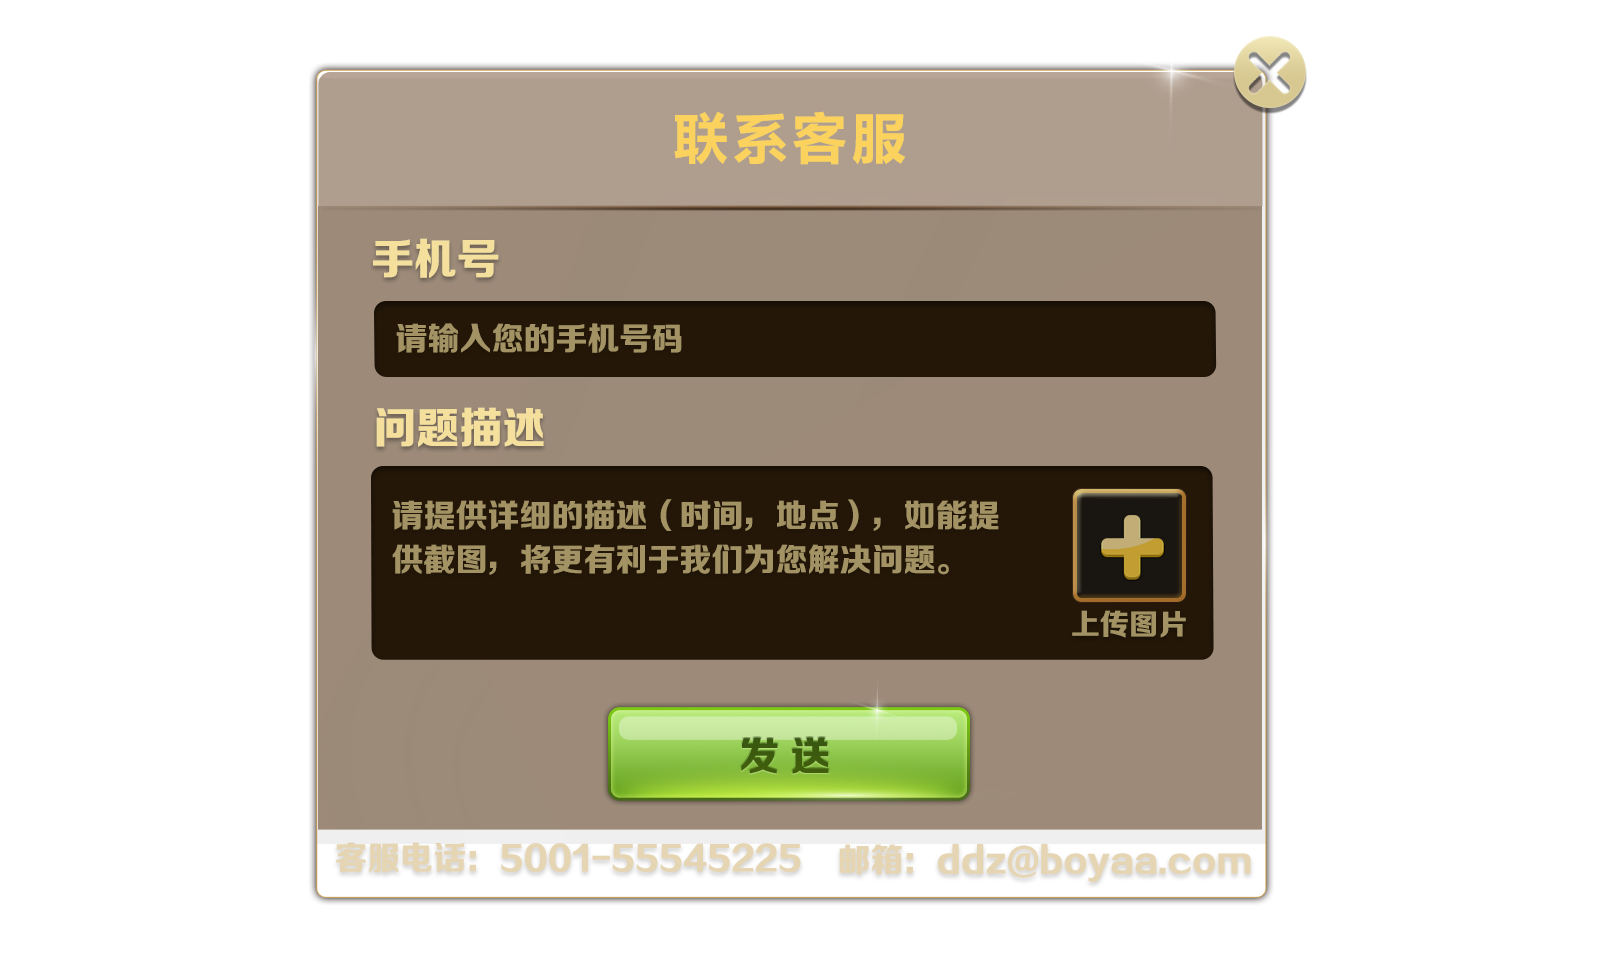 联系客服
手机号
请输入您的手机号码
问题描述
请提供详细的描述（时间，地点），如能提
供截图，将更有利于我们为您解决问题。
上传图片
发送
客服电话：5001-55545225 邮箱：ddz@boyaa.com